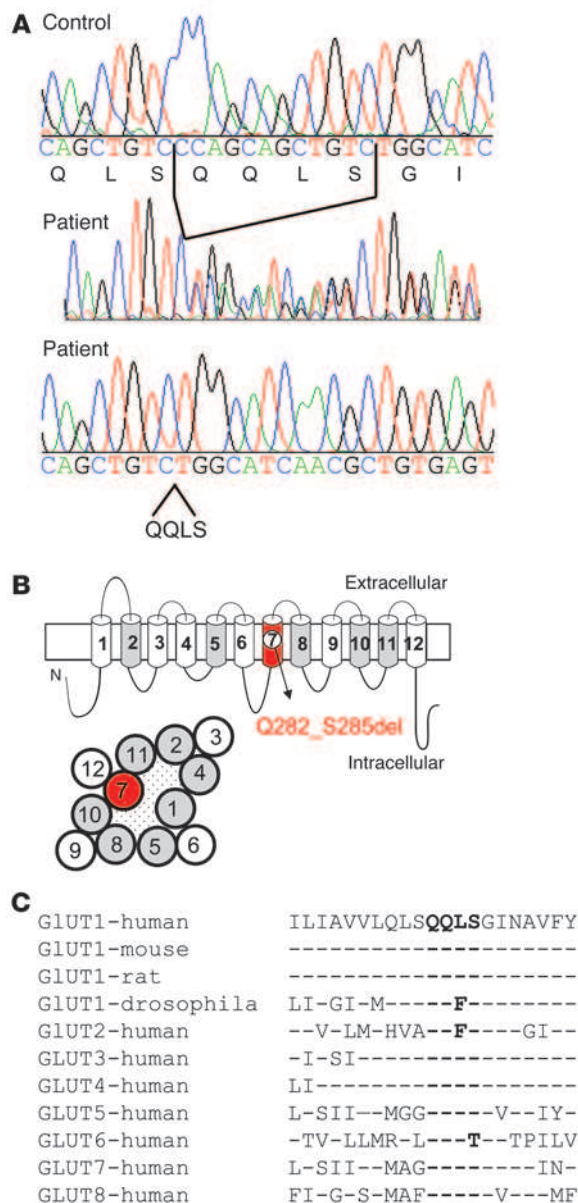 A
Control
CAGCTGTCCCAGCAGCTGTCTGGCATC
Q L S Q Q L S G I
Patient
Patient
CAGCTGTCTGGCATCAACGCTGTGAGT
QQLS
B
Extracellular
1 2 3 4 5 6 7 8 9 10 11 12
N
Q282_S285del
Intracellular
11 2 3
12 7 4
10 1
9 8 5 6
C
GlUT1-human ILIAVVLQLSQQLSGINAVFY
GlUT1-mouse ---------------------
GlUT1-rat ---------------------
GlUT1-drosophila LI-GI-M-----F--------
GlUT2-human --V-LM-HVA--F----GI--
GLUT3-human -I-SI----------------
GLUT4-human LI-------------------
GLUT5-human L-SII--MGG-----V--IY-
GLUT6-human -TV-LLMR-L---T--TPILV
GLUT7-human L-SII--MAG--------IN-
GLUT8-human FI-G-S-MAF-----V---MF